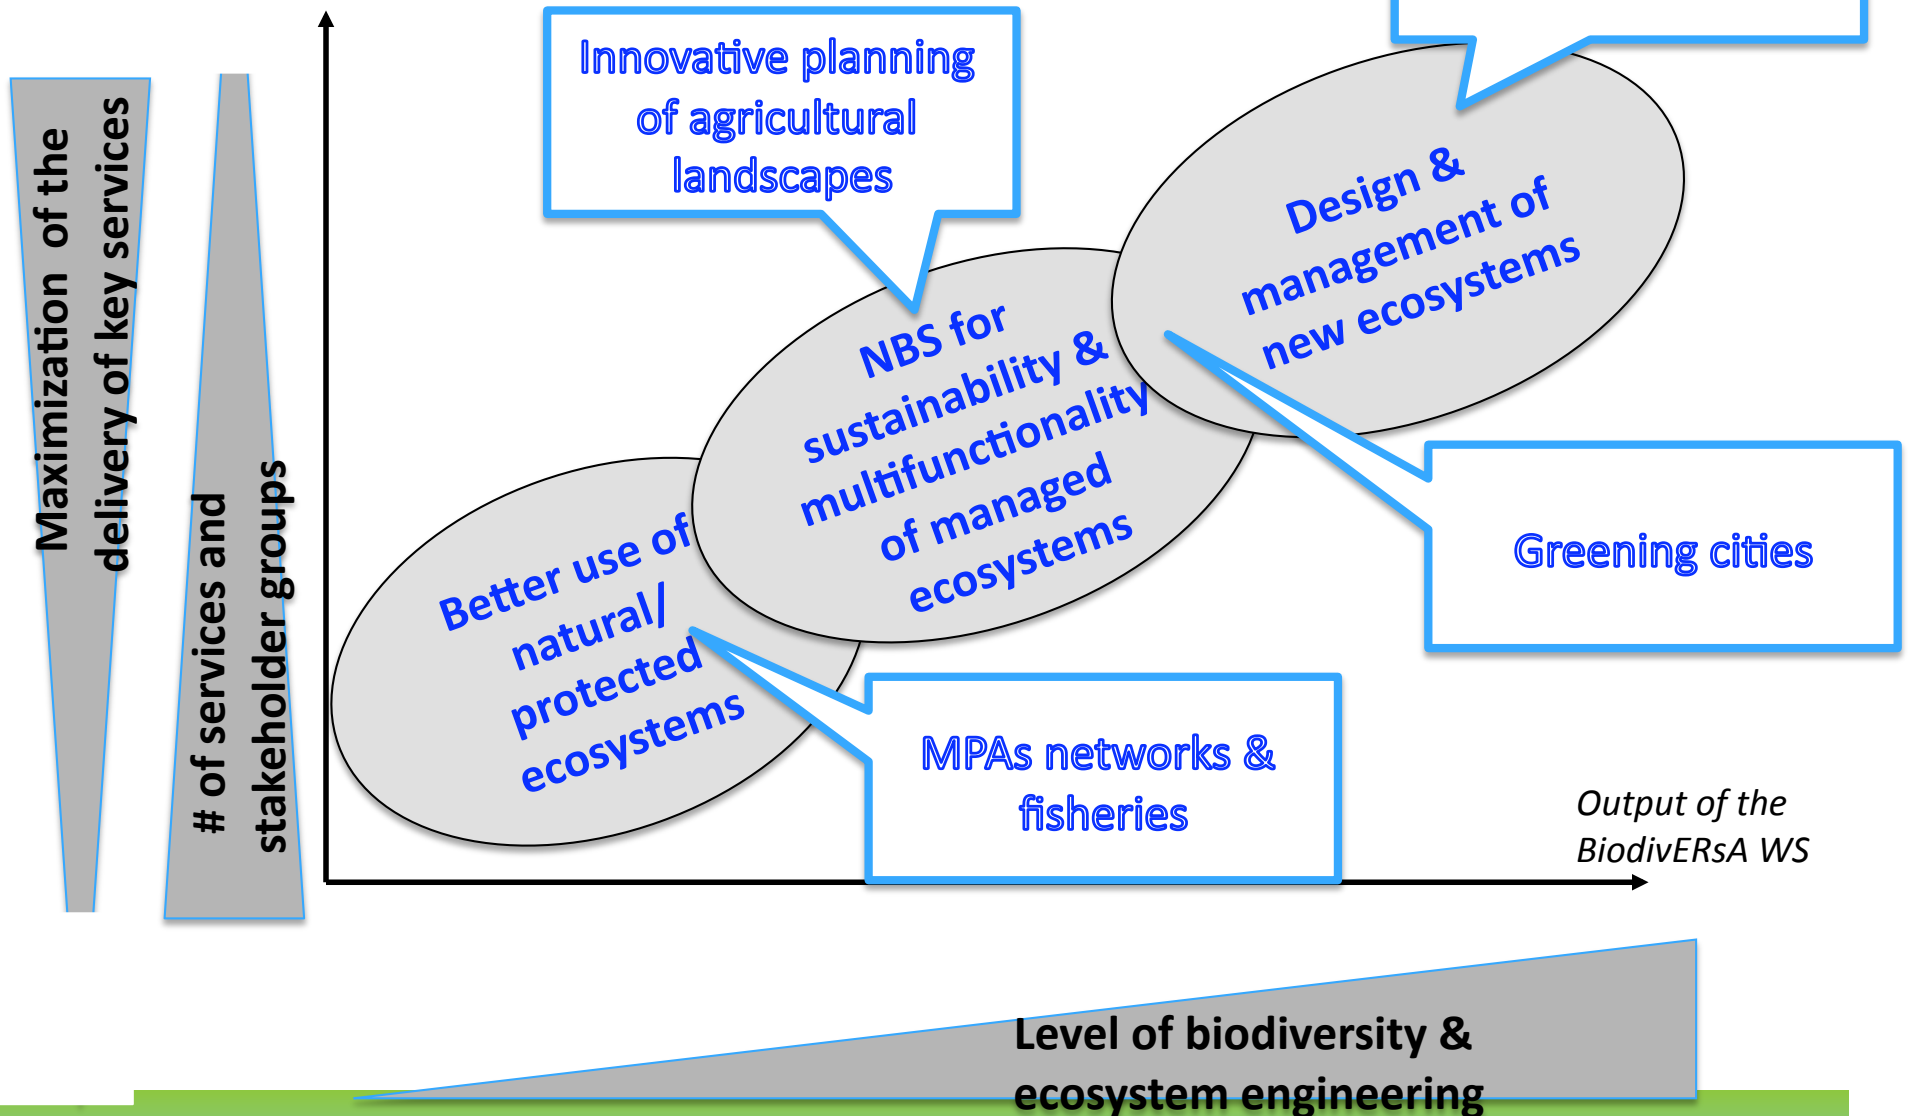 Maximization of the
delivery of key services
# of services and
stakeholder groups
Innovative planning
of agricultural
landscapes
Design &
management of
new ecosystems
NBS for
sustainability &
multifunctionality
of managed
ecosystems
Better use of
natural/
protected
ecosystems
Greening cities
MPAs networks &
fisheries
Output of the
BiodivERsA WS
Level of biodiversity &
ecosystem engineering